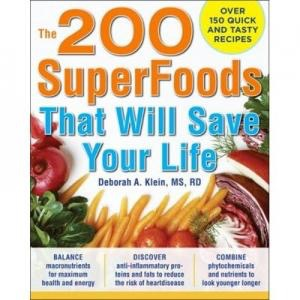 OVER
150 QUICK
AND TASTY
RECIPES
The 200
SuperFoods
That Will Save
Your Life
Deborah A. Klein, MS, RD
BALANCE
macronutrients
for maximum
health and energy
DISCOVER
anti-inflammatory pro-
teins and fats to reduce
the risk of heartdisease
COMBINE
phytochemicals
and nutrients to
look younger longer